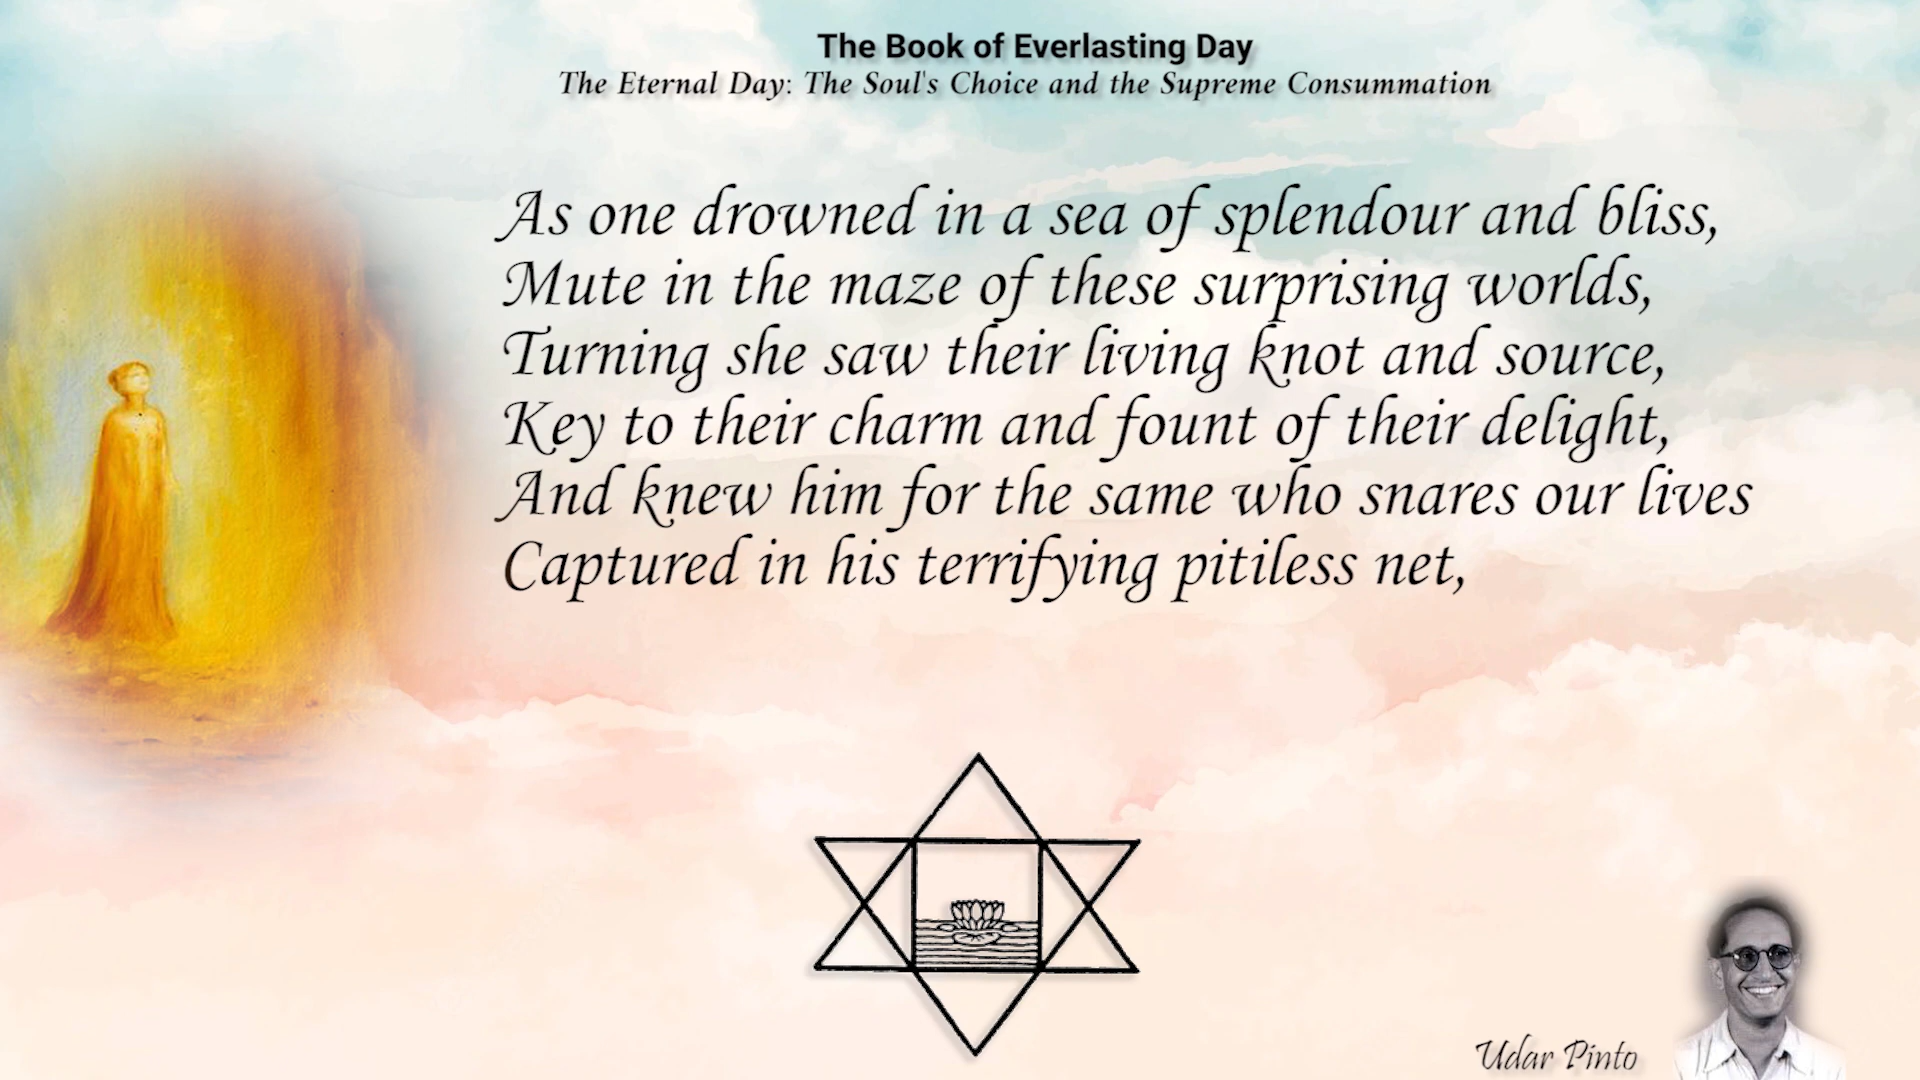 The Book of Everlasting Day
The Eternal Day: The Soul's Choice and the Supreme Consummation
As one drowned in a sea of splendour and bliss,
Mute in the maze of these surprising worlds,
Turning she saw their living knot and source,
Key to their charm and fount of their delight,
And knew him for the same who snares our lives
Captured in his terrifying pitiless net,
Udar Pinto